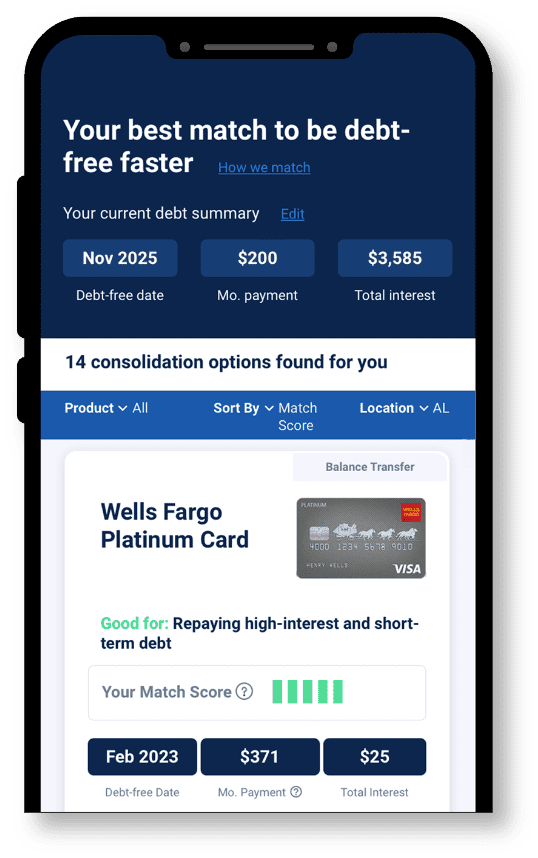 Your best match to be debt-
free faster How we match
Your current debt summary Edit
Nov 2025 $200 $3,585
Debt-free date Mo. payment Total interest
14 consolidation options found for you
Product All Sort By Match Score Location AL
Balance Transfer
Wells Fargo
Platinum Card
PLATINUM
WELLS
FARGO
4000 1234 5678 9010
HENRY WELLS
VISA
Good for: Repaying high-interest and short-
term debt
Your Match Score ?
Feb 2023 $371 $25
Debt-free Date Mo. Payment ? Total Interest